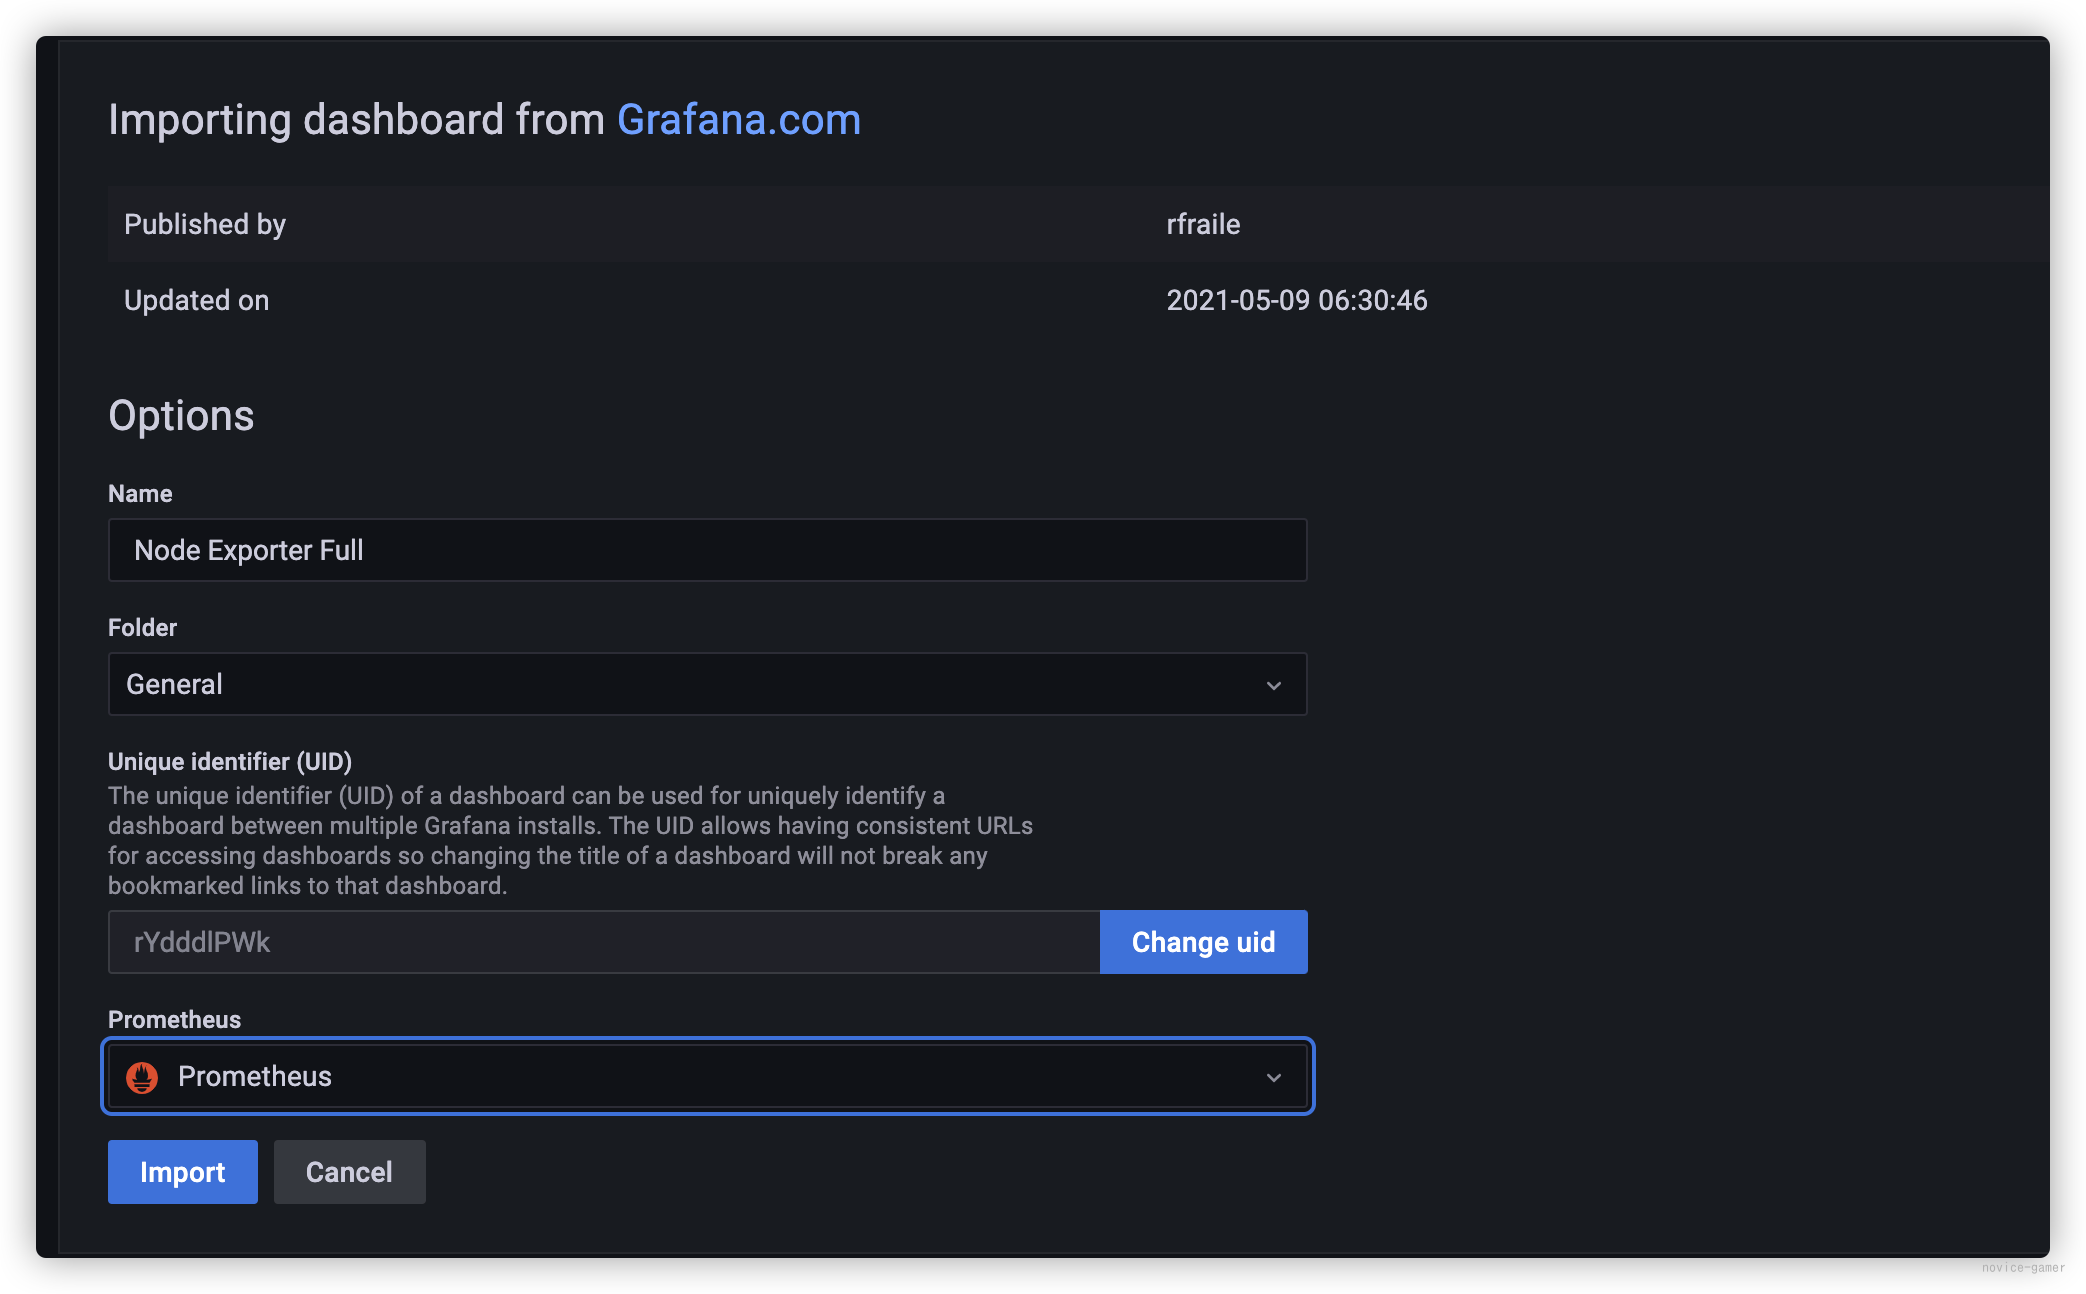 Importing dashboard from Grafana.com
Published by rfraile
Updated on 2021-05-09 06:30:46
Options
Name
Node Exporter Full
Folder
General
Unique identifier (UID)
The unique identifier (UID) of a dashboard can be used for uniquely identify a
dashboard between multiple Grafana installs. The UID allows having consistent URLs
for accessing dashboards so changing the title of a dashboard will not break any
bookmarked links to that dashboard.
rYdddlPWk Change uid
Prometheus
Prometheus
Import Cancel
novice-gamer